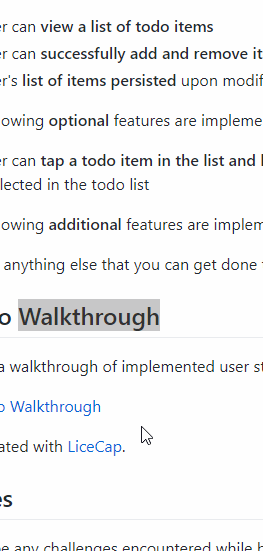 er can view a list of todo items
er can successfully add and remove it
er's list of items persisted upon modif
owing optional features are impleme
er can tap a todo item in the list and
lected in the todo list
owing additional features are implem
anything else that you can get done
o Walkthrough
a walkthrough of implemented user st
o Walkthrough
ated with LiceCap.
es
be any challenges encountered while b